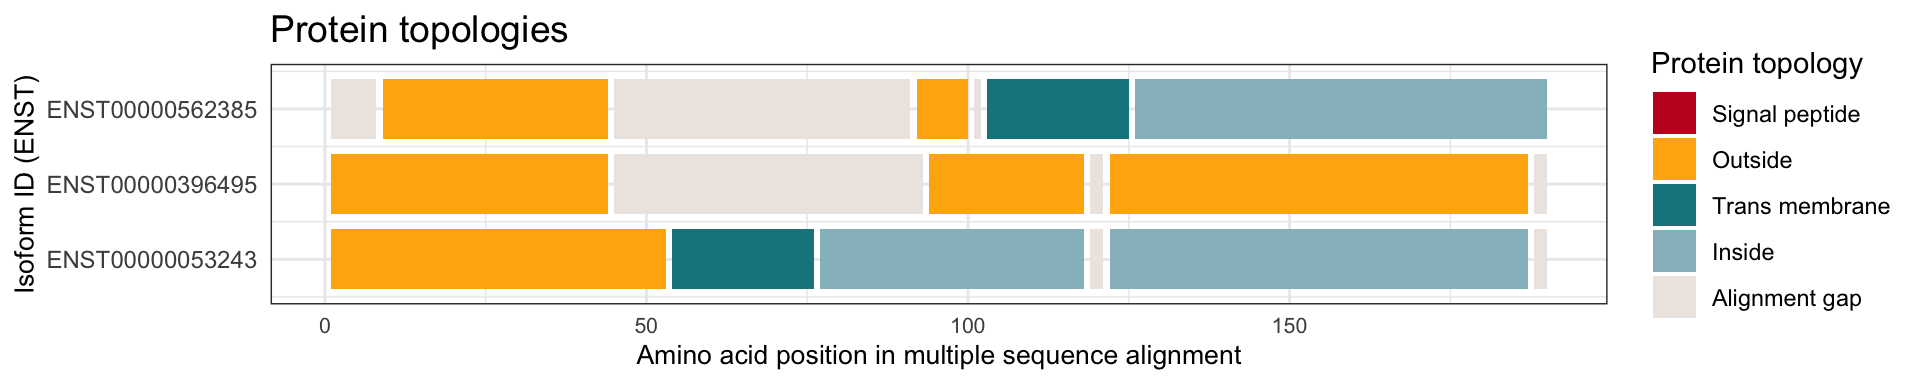 Protein topologies
Isoform ID (ENST)
ENST00000562385
ENST00000396495
ENST00000053243
0 50 100 150
Amino acid position in multiple sequence alignment
Protein topology
Signal peptide
Outside
Trans membrane
Inside
Alignment gap